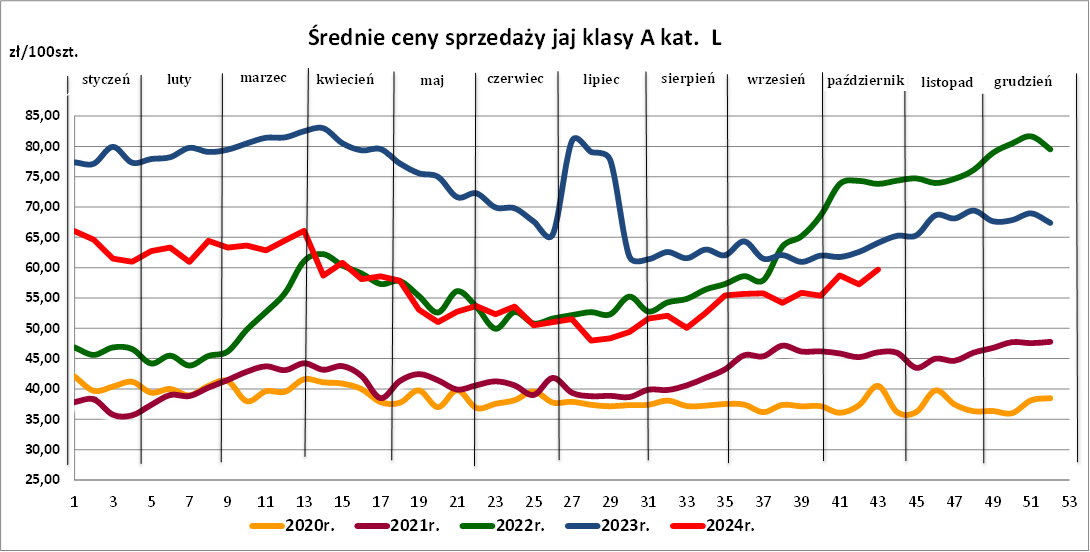 Średnie ceny sprzedaży jaj klasy A kat. L
zł/100szt.
styczeń luty marzec kwiecień maj czerwiec lipiec sierpień wrzesień październik listopad grudzień
85,00
80,00
75,00
70,00
65,00
60,00
55,00
50,00
45,00
40,00
35,00
30,00
25,00
1 3 5 7 9 11 13 15 17 19 21 23 25 27 29 31 33 35 37 39 41 43 45 47 49 51 53
2020r. 2021r. 2022r. 2023r. 2024r.